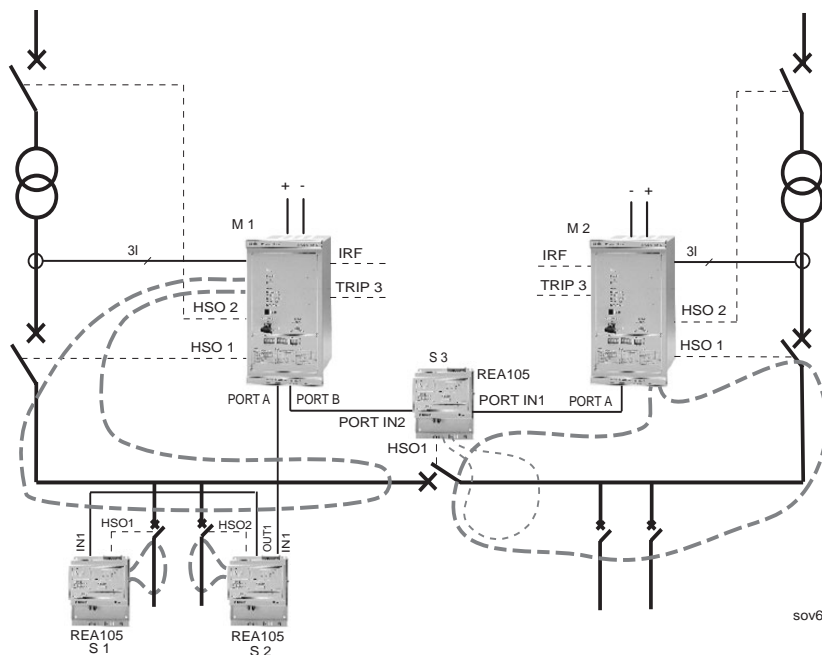 + -
- +
M 1
M 2
3I
IRF
IRF
3I
TRIP 3
TRIP 3
HSO 2
HSO 2
HSO 1
HSO 1
S 3
REA105
PORT A
PORT B
PORT IN2
PORT IN1
PORT A
HSO1
HSO1
HSO2
IN1
OUT1
IN1
REA105
S 1
REA105
S 2
sov6